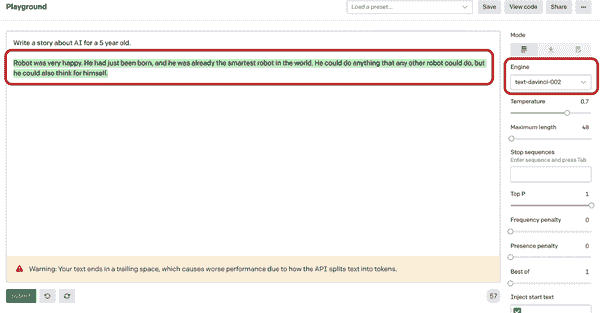 Playground
Load a preset...
Save
View code
Share
...
Write a story about AI for a 5 year old.
Robot was very happy. He had just been born, and he was already the smartest robot in the world. He could do anything that any other robot could do, but
he could also think for himself.
Mode
Engine
text-davinci-002
Temperature 0.7
Maximum length 48
Stop sequences
Enter sequence and press Tab
Top P 1
Frequency penalty 0
Presence penalty 0
Best of 1
Inject start text
Warning: Your text ends in a trailing space, which causes worse performance due to how the API splits text into tokens.
Submit
57